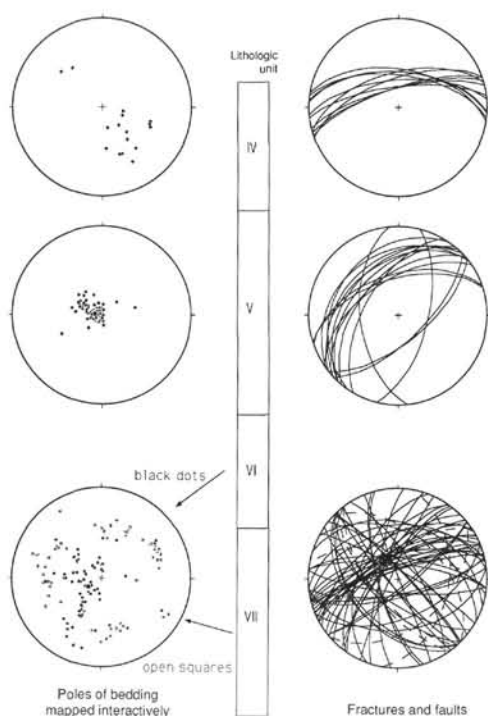 Lithologic
unit
IV
V
VI
black dots
VII
open squares
Poles of bedding
mapped interactively
Fractures and faults